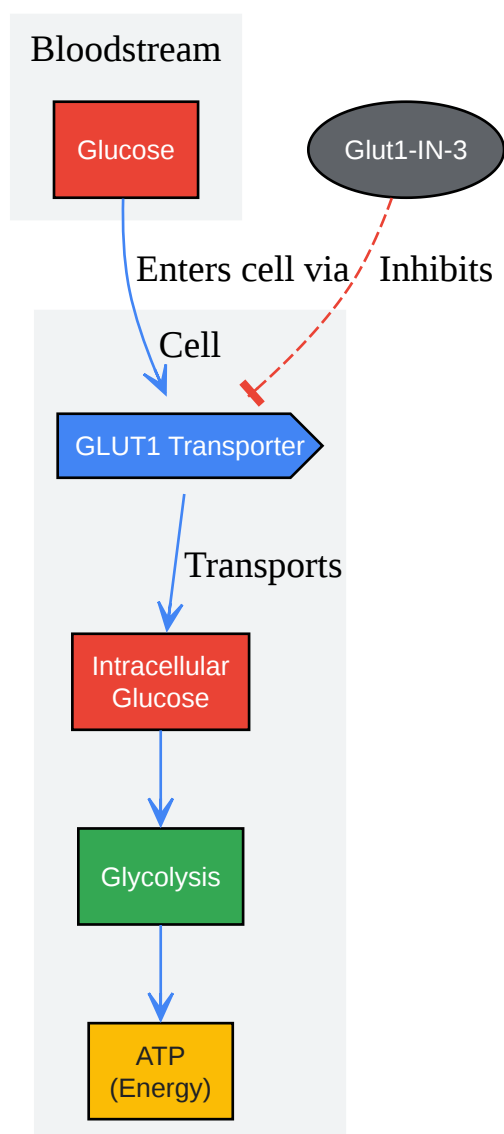 Bloodstream
Glucose
Glut1-IN-3
Enters cell via
Inhibits
Cell
GLUT1 Transporter
Transports
Intracellular
Glucose
Glycolysis
ATP
(Energy)